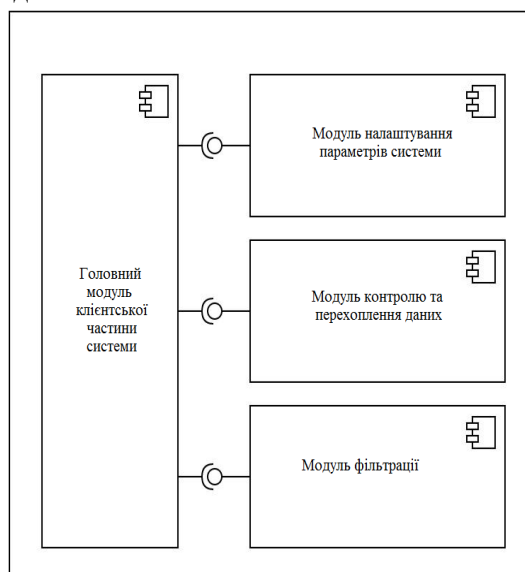 Модуль налаштування
параметрів системи
Головний
модуль
клієнтської
частини
системи
Модуль контролю та
перехоплення даних
Модуль фільтрації